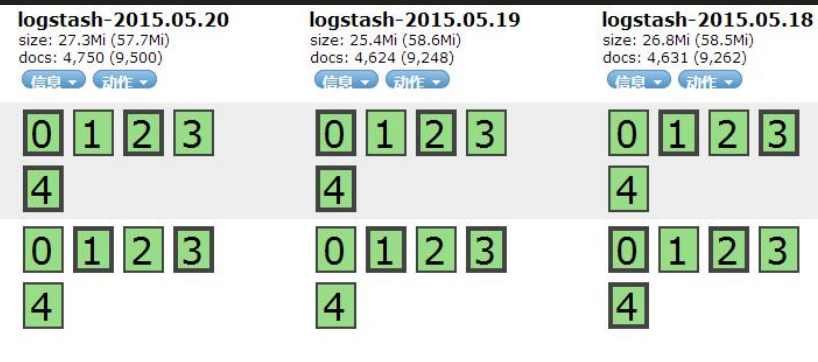 logstash-2015.05.20 logstash-2015.05.19 logstash-2015.05.18
size: 27.3Mi (57.7Mi) size: 25.4Mi (58.6Mi) size: 26.8Mi (58.5Mi)
docs: 4,750 (9,500) docs: 4,624 (9,248) docs: 4,631 (9,262)
信息 动作 信息 动作 信息 动作
0 1 2 3 0 1 2 3 0 1 2 3
4 4 4
0 1 2 3 0 1 2 3 0 1 2 3
4 4 4